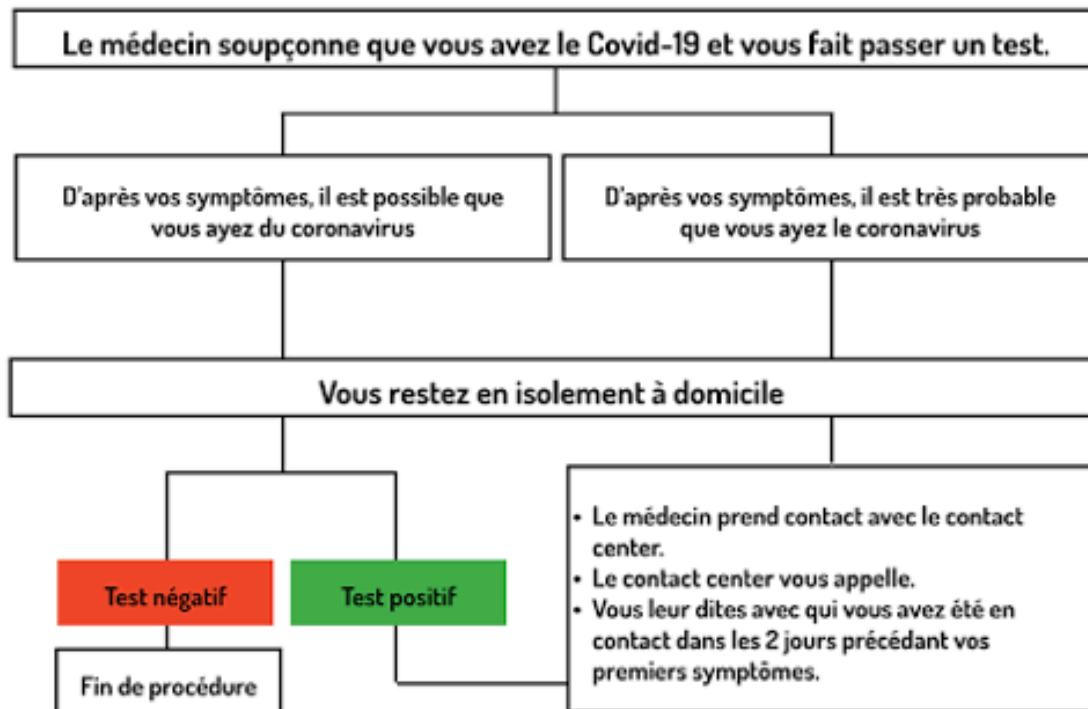 Le médecin soupçonne que vous avez le Covid-19 et vous fait passer un test.
D'après vos symptômes, il est possible que
vous ayez du coronavirus
D'après vos symptômes, il est très probable
que vous ayez le coronavirus
Vous restez en isolement à domicile
Test négatif
Test positif
Fin de procédure
• Le médecin prend contact avec le contact
center.
• Le contact center vous appelle.
• Vous leur dites avec qui vous avez été en
contact dans les 2 jours précédant vos
premiers symptômes.